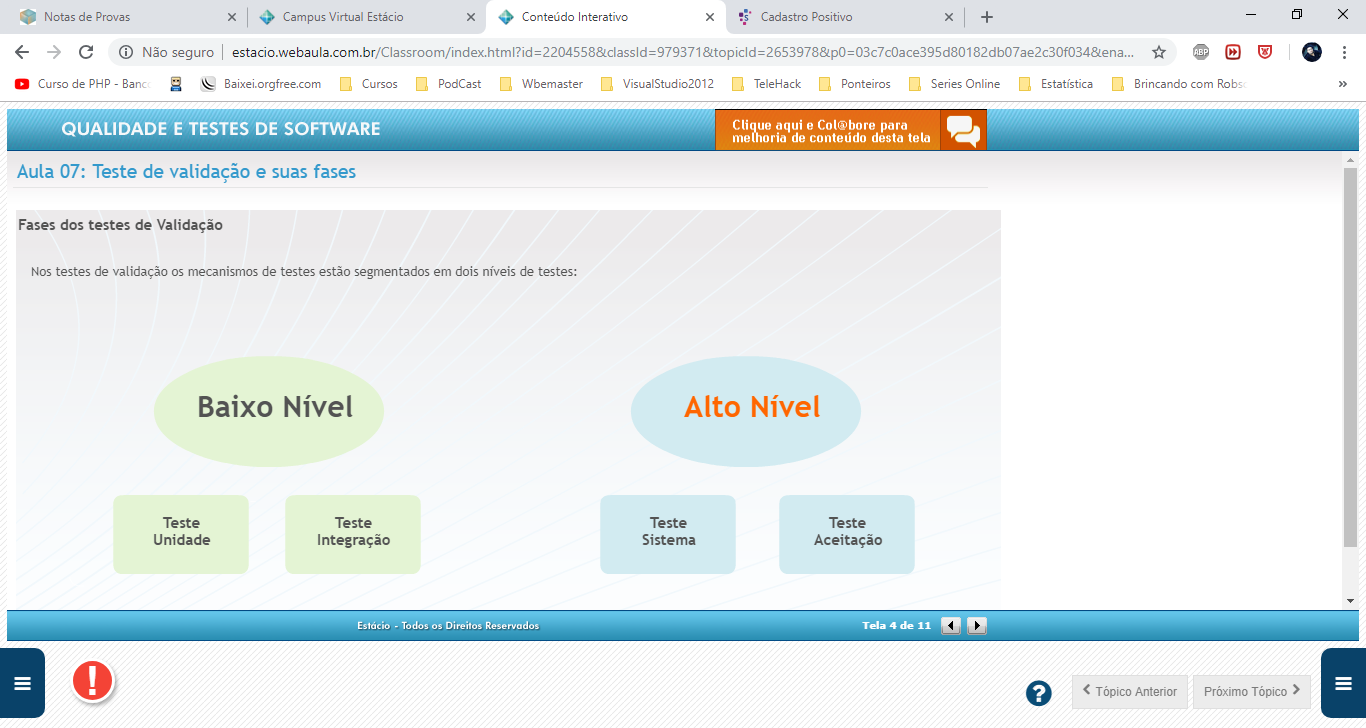 Notas de Provas
Campus Virtual Estácio
Conteúdo Interativo
Cadastro Positivo
Não seguro
estacio.webaula.com.br/Classroom/index.html?id=2204558&classId=979371&topicId=2653978&p0=03c7c0ace395d80182db07ae2c30f034&ena...
ABP
Curso de PHP - Banco
Baixei.orgfree.com
Cursos
PodCast
Wbemaster
VisualStudio2012
TeleHack
Ponteiros
Series Online
Estatística
Brincando com Robso
»
QUALIDADE E TESTES DE SOFTWARE
Clique aqui e Col@bore para
melhoria de conteúdo desta tela
Aula 07: Teste de validação e suas fases
Fases dos testes de Validação
Nos testes de validação os mecanismos de testes estão segmentados em dois níveis de testes:
Baixo Nível
Alto Nível
Teste
Unidade
Teste
Integração
Teste
Sistema
Teste
Aceitação
Estácio - Todos os Direitos Reservados
Tela 4 de 11
!
?
Tópico Anterior
Próximo Tópico